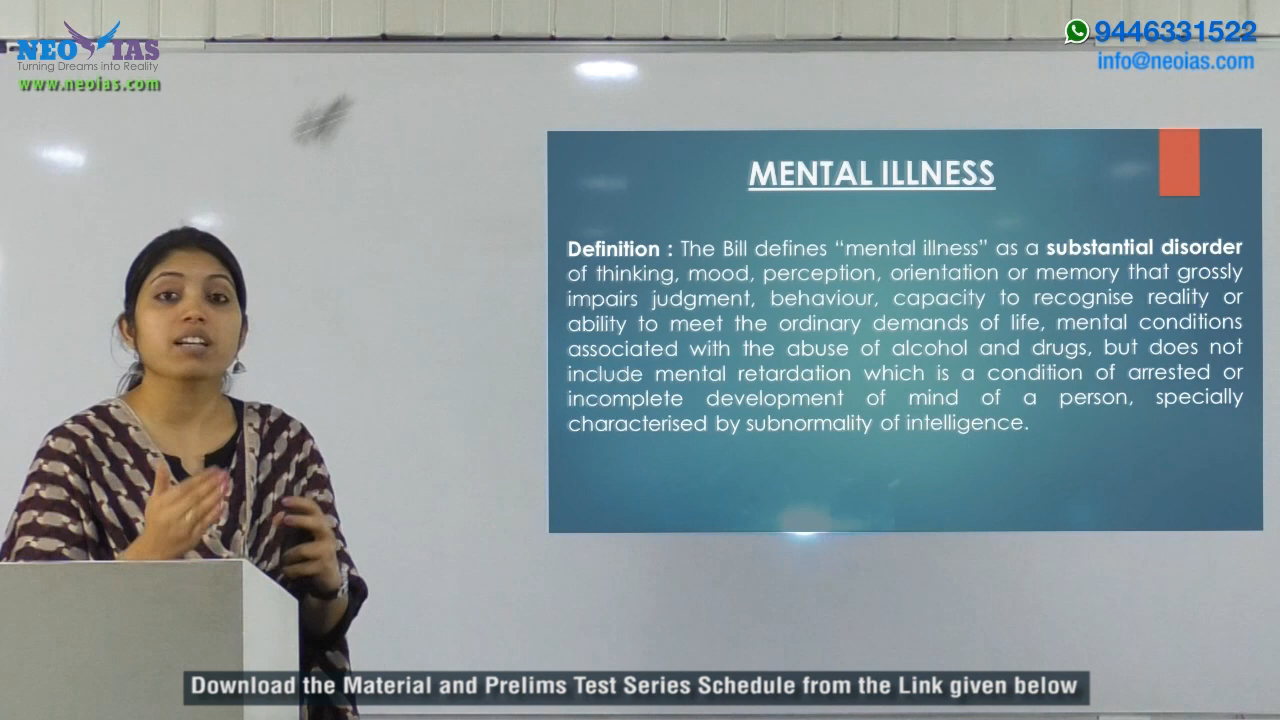 NEO IAS
Turning Dreams into Reality
www.neoias.com
9446331522
info@neoias.com
MENTAL ILLNESS
Definition : The Bill defines “mental illness” as a substantial disorder
of thinking, mood, perception, orientation or memory that grossly
impairs judgment, behaviour, capacity to recognise reality or
ability to meet the ordinary demands of life, mental conditions
associated with the abuse of alcohol and drugs, but does not
include mental retardation which is a condition of arrested or
incomplete development of mind of a person, specially
characterised by subnormality of intelligence.
Download the Material and Prelims Test Series Schedule from the Link given below